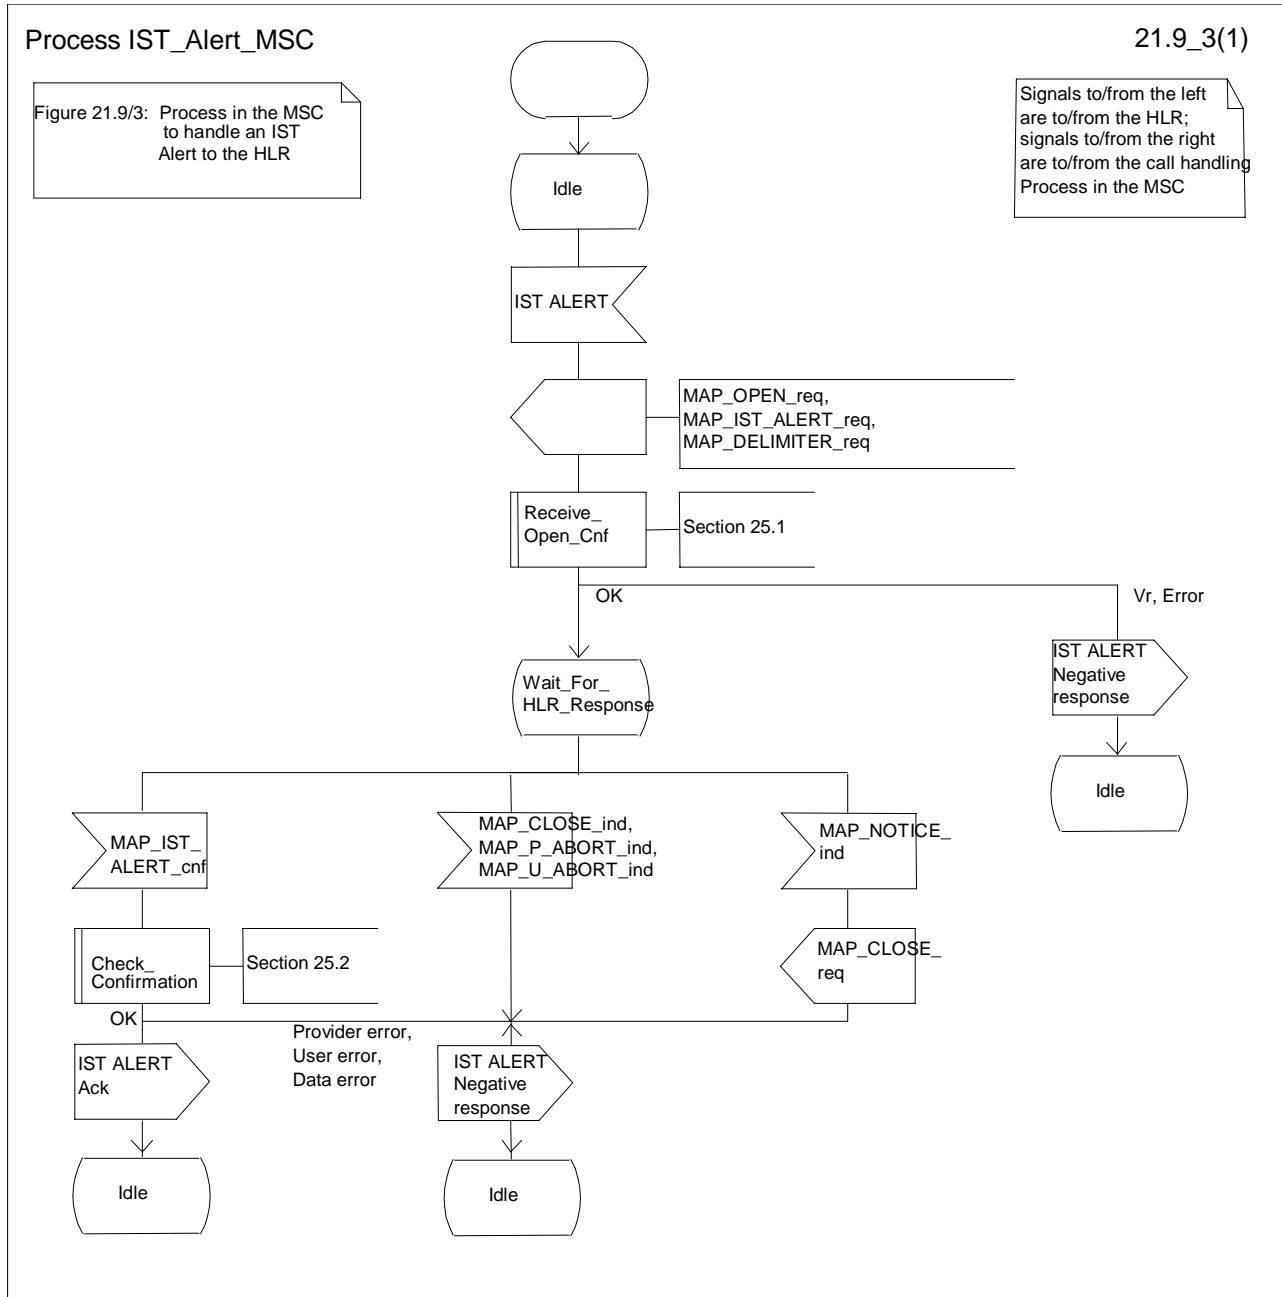 Process IST_Alert_MSC
21.9_3(1)
Figure 21.9/3: Process in the MSC
to handle an IST
Alert to the HLR
Signals to/from the left
are to/from the HLR;
signals to/from the right
are to/from the call handling
Process in the MSC
Idle
IST ALERT
MAP_OPEN_req,
MAP_IST_ALERT_req,
MAP_DELIMITER_req
Receive_
Open_Cnf
Section 25.1
OK
Vr, Error
IST ALERT
Negative
response
Idle
Wait_For_
HLR_Response
MAP_IST_
ALERT_cnf
MAP_CLOSE_ind,
MAP_P_ABORT_ind,
MAP_U_ABORT_ind
MAP_NOTICE_
ind
Check_
Confirmation
Section 25.2
MAP_CLOSE_
req
OK
Provider error,
User error,
Data error
IST ALERT
Ack
IST ALERT
Negative
response
Idle
Idle